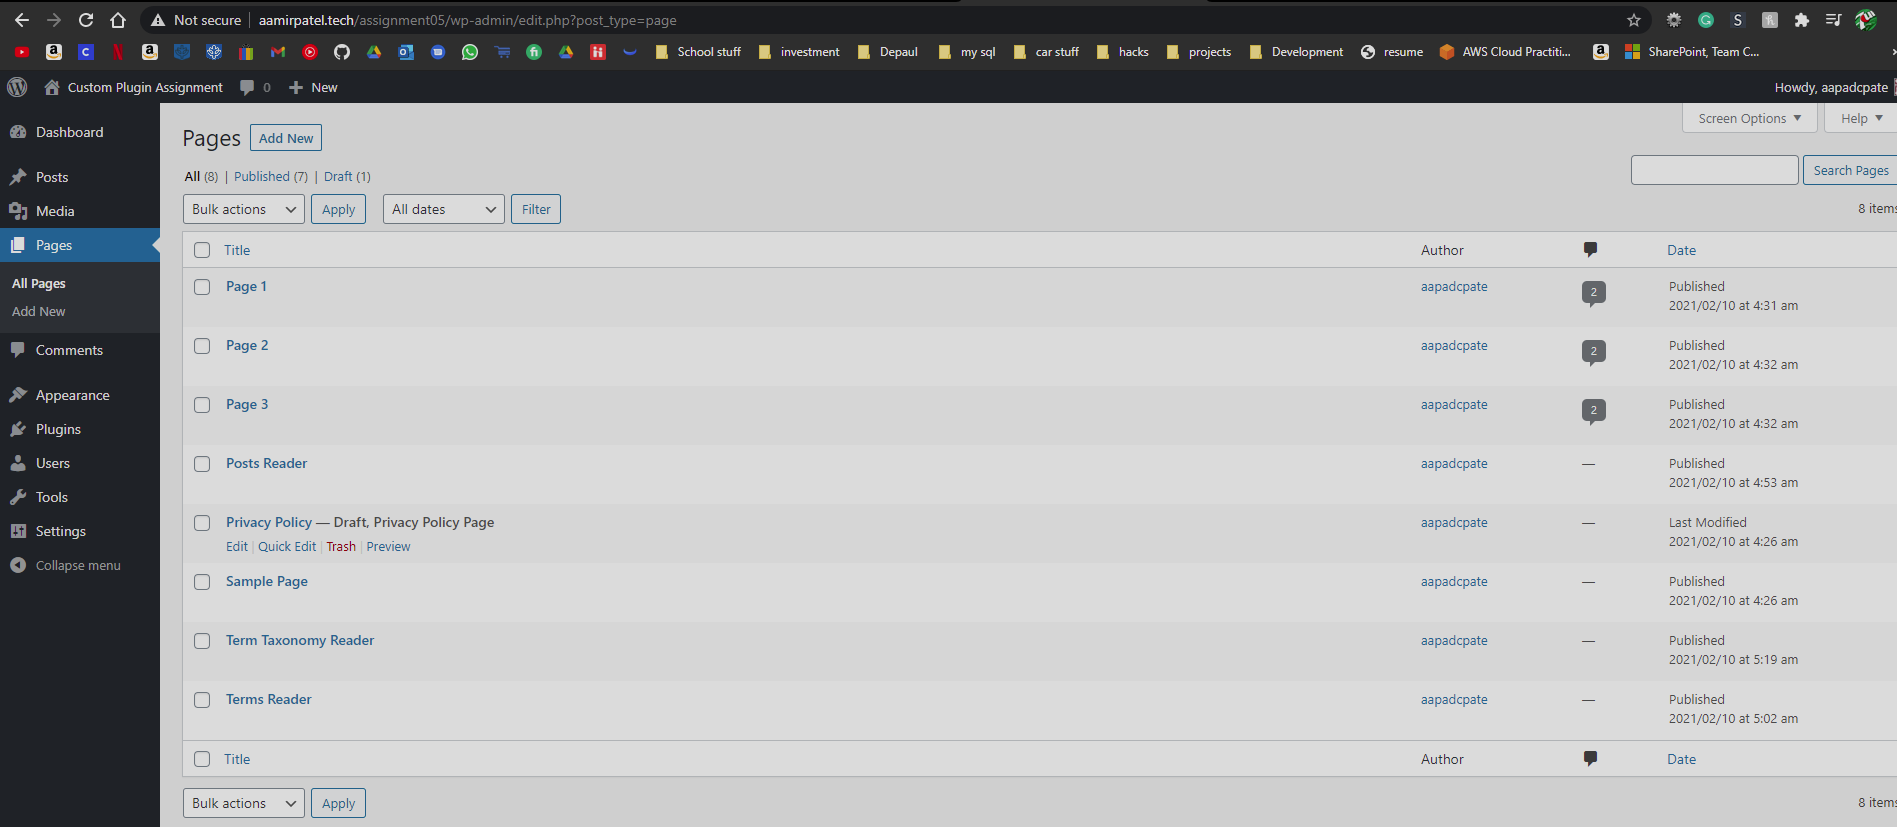 Not secure | aamirpatel.tech/assignment05/wp-admin/edit.php?post_type=page
School stuff investment Depaul my sql car stuff hacks projects Development resume AWS Cloud Practiti... SharePoint, Team C...
Custom Plugin Assignment 0 + New Howdy, aapadcpate
Dashboard
Posts
Media
Pages
All Pages
Add New
Comments
Appearance
Plugins
Users
Tools
Settings
Collapse menu
Screen Options Help
Pages Add New
All (8) | Published (7) | Draft (1)
Search Pages
Bulk actions Apply All dates Filter 8 items
Title Author Date
Page 1 aapadcpate 2 Published
2021/02/10 at 4:31 am
Page 2 aapadcpate 2 Published
2021/02/10 at 4:32 am
Page 3 aapadcpate 2 Published
2021/02/10 at 4:32 am
Posts Reader aapadcpate — Published
2021/02/10 at 4:53 am
Privacy Policy — Draft, Privacy Policy Page aapadcpate — Last Modified
Edit | Quick Edit | Trash | Preview 2021/02/10 at 4:26 am
Sample Page aapadcpate — Published
2021/02/10 at 4:26 am
Term Taxonomy Reader aapadcpate — Published
2021/02/10 at 5:19 am
Terms Reader aapadcpate — Published
2021/02/10 at 5:02 am
Title Author Date
Bulk actions Apply 8 items